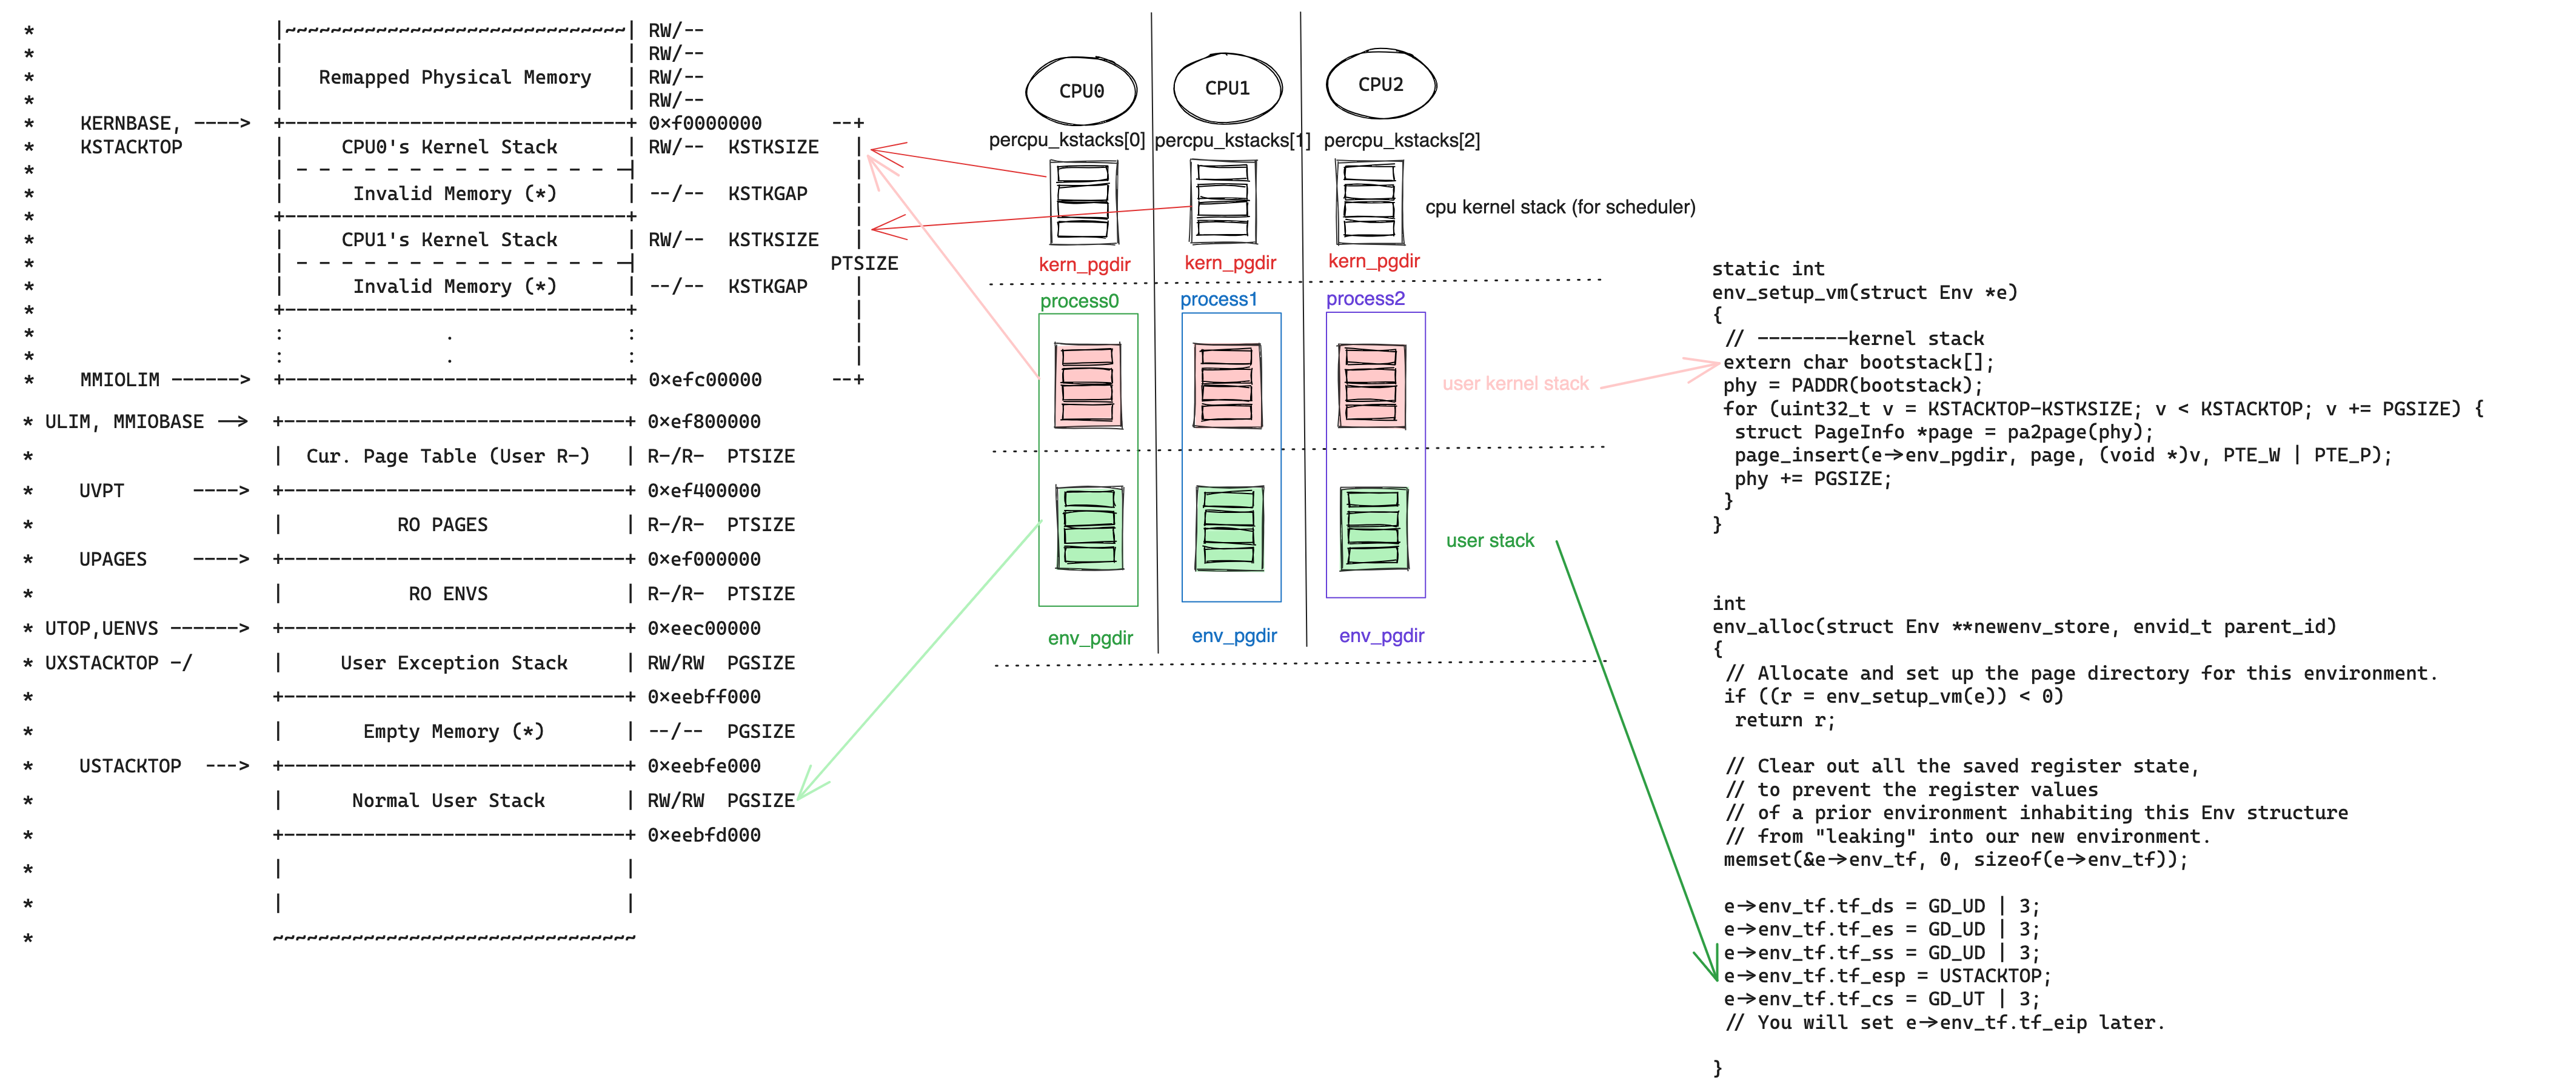 * |~~~~~~~~~~~~~~~~~~~~~~~~~~~~~~| RW/--
* | | RW/--
* | Remapped Physical Memory | RW/--
* | | RW/--
* KERNBASE, ----> +------------------------------+ 0xf0000000 --+
* KSTACKTOP | CPU0's Kernel Stack | RW/-- KSTKSIZE |
* | - - - - - - - - - - - - - - -| |
* | Invalid Memory (*) | --/-- KSTKGAP |
* +------------------------------+ |
* | CPU1's Kernel Stack | RW/-- KSTKSIZE |
* | - - - - - - - - - - - - - - -| PTSIZE
* | Invalid Memory (*) | --/-- KSTKGAP |
* +------------------------------+ |
* : . : |
* : . : |
* MMIOLIM ------> +------------------------------+ 0xefc00000 --+
* ULIM, MMIOBASE --> +------------------------------+ 0xef800000
* | Cur. Page Table (User R-) | R-/R- PTSIZE
* UVPT ----> +------------------------------+ 0xef400000
* | RO PAGES | R-/R- PTSIZE
* UPAGES ----> +------------------------------+ 0xef000000
* | RO ENVS | R-/R- PTSIZE
* UTOP,UENVS ------> +------------------------------+ 0xeec00000
* UXSTACKTOP -/ | User Exception Stack | RW/RW PGSIZE
* +------------------------------+ 0xeebff000
* | Empty Memory (*) | --/-- PGSIZE
* USTACKTOP ---> +------------------------------+ 0xeebfe000
* | Normal User Stack | RW/RW PGSIZE
* +------------------------------+ 0xeebfd000
* | |
* | |
* ~~~~~~~~~~~~~~~~~~~~~~~~~~~~~~~~
CPU0
CPU1
CPU2
percpu_kstacks[0]
percpu_kstacks[1]
percpu_kstacks[2]
cpu kernel stack (for scheduler)
kern_pgdir
kern_pgdir
kern_pgdir
process0
process1
process2
user kernel stack
user stack
env_pgdir
env_pgdir
env_pgdir
static int
env_setup_vm(struct Env *e)
{
// --------kernel stack
extern char bootstack[];
phy = PADDR(bootstack);
for (uint32_t v = KSTACKTOP-KSTKSIZE; v < KSTACKTOP; v += PGSIZE) {
struct PageInfo *page = pa2page(phy);
page_insert(e->env_pgdir, page, (void *)v, PTE_W | PTE_P);
phy += PGSIZE;
}
}
int
env_alloc(struct Env **newenv_store, envid_t parent_id)
{
// Allocate and set up the page directory for this environment.
if ((r = env_setup_vm(e)) < 0)
return r;
// Clear out all the saved register state,
// to prevent the register values
// of a prior environment inhabiting this Env structure
// from "leaking" into our new environment.
memset(&e->env_tf, 0, sizeof(e->env_tf));
e->env_tf.tf_ds = GD_UD | 3;
e->env_tf.tf_es = GD_UD | 3;
e->env_tf.tf_ss = GD_UD | 3;
e->env_tf.tf_esp = USTACKTOP;
e->env_tf.tf_cs = GD_UT | 3;
// You will set e->env_tf.tf_eip later.
}